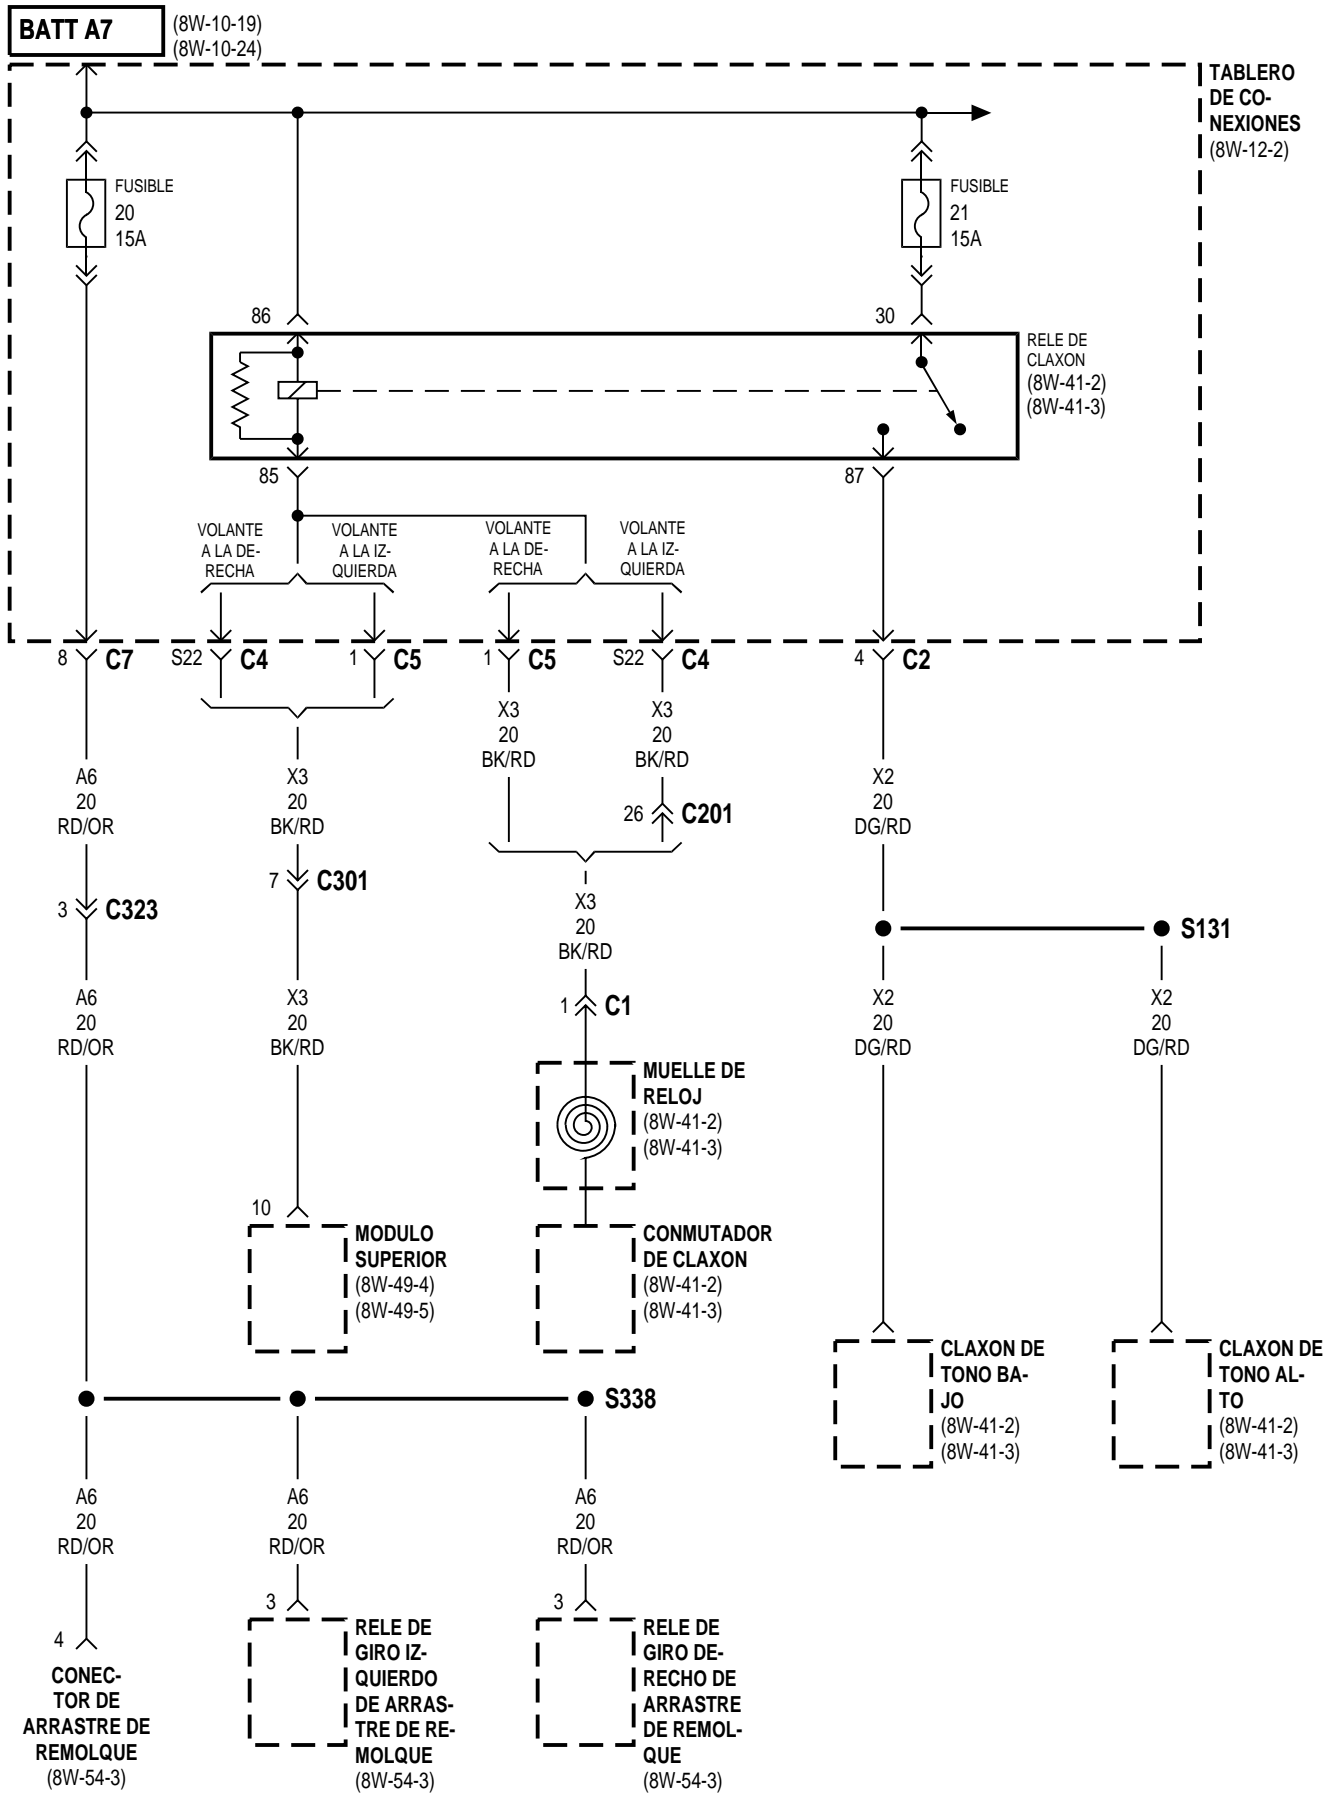 BATT A7
(8W-10-19)
(8W-10-24)
TABLERO
DE CO-
NEXIONES
(8W-12-2)
FUSIBLE
20
15A
FUSIBLE
21
15A
86
30
RELE DE
CLAXON
(8W-41-2)
(8W-41-3)
85
87
VOLANTE
A LA DE-
RECHA
VOLANTE
A LA IZ-
QUIERDA
VOLANTE
A LA DE-
RECHA
VOLANTE
A LA IZ-
QUIERDA
8 C7
S22 C4
1 C5
1 C5
S22 C4
4 C2
X3
20
BK/RD
X3
20
BK/RD
A6
20
RD/OR
X3
20
BK/RD
X2
20
DG/RD
26 C201
7 C301
3 C323
X3
20
BK/RD
S131
A6
20
RD/OR
X3
20
BK/RD
1 C1
X2
20
DG/RD
X2
20
DG/RD
MUELLE DE
RELOJ
(8W-41-2)
(8W-41-3)
10
MODULO
SUPERIOR
(8W-49-4)
(8W-49-5)
CONMUTADOR
DE CLAXON
(8W-41-2)
(8W-41-3)
CLAXON DE
TONO BA-
JO
(8W-41-2)
(8W-41-3)
CLAXON DE
TONO AL-
TO
(8W-41-2)
(8W-41-3)
S338
A6
20
RD/OR
A6
20
RD/OR
A6
20
RD/OR
4
CONEC-
TOR DE
ARRASTRE DE
REMOLQUE
(8W-54-3)
3
RELE DE
GIRO IZ-
QUIERDO
DE ARRAS-
TRE DE RE-
MOLQUE
(8W-54-3)
3
RELE DE
GIRO DE-
RECHO DE
ARRASTRE
DE REMOL-
QUE
(8W-54-3)